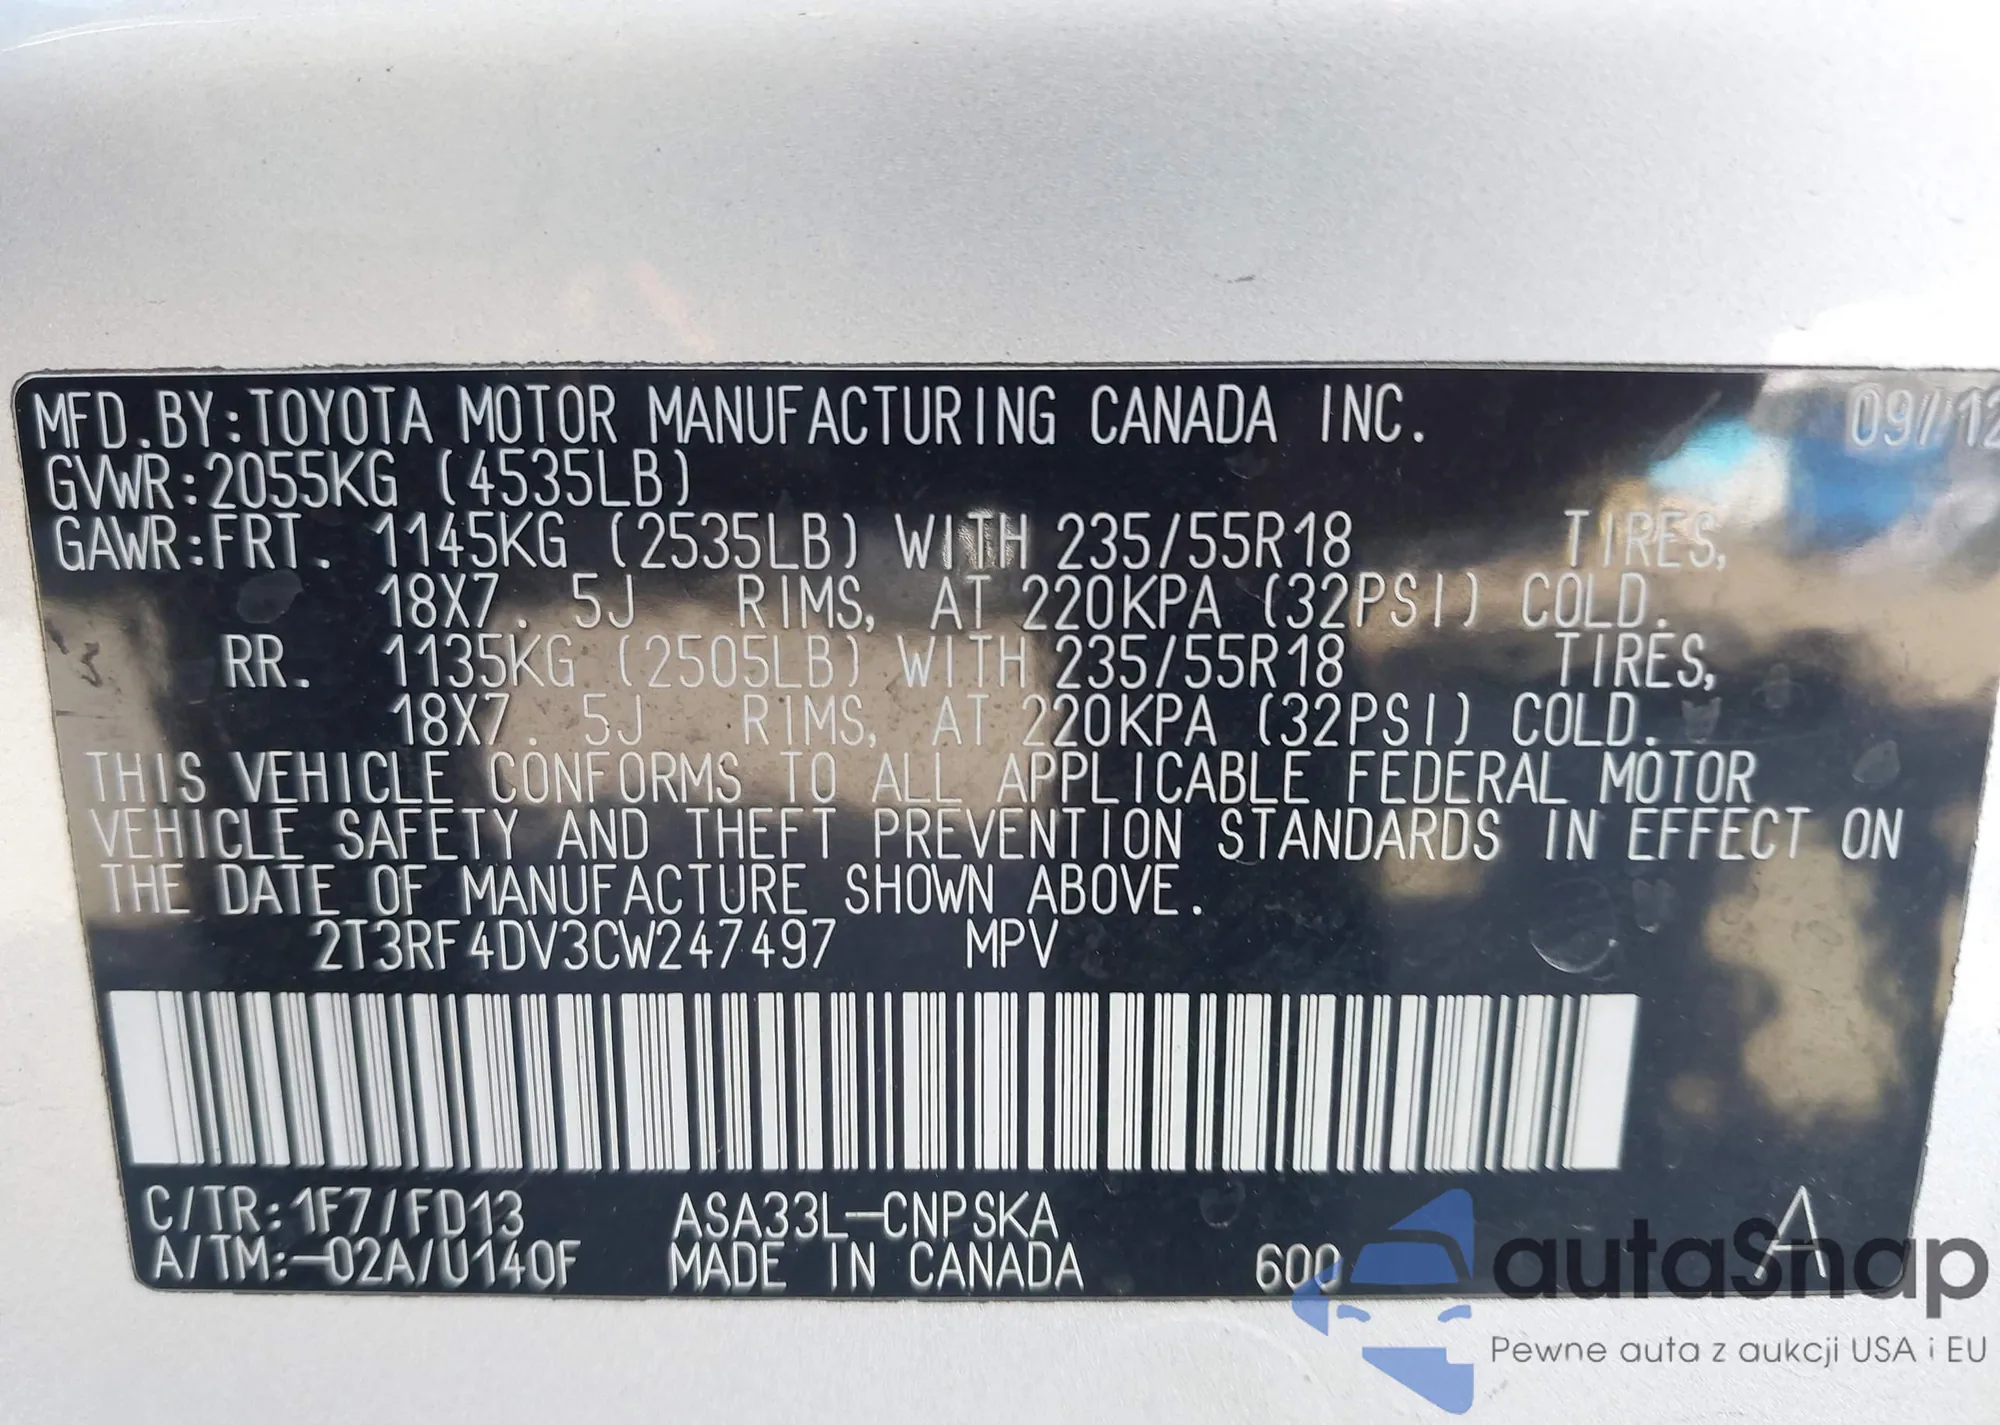 MFD.BY:TOYOTA MOTOR MANUFACTURING CANADA INC. 09/12
GVWR:2055KG (4535LB)
GAWR:FRT. 1145KG (2535LB) WITH 235/55R18 TIRES,
18X7.5J RIMS, AT 220KPA (32PSI) COLD.
RR. 1135KG (2505LB) WITH 235/55R18 TIRES,
18X7.5J RIMS, AT 220KPA (32PSI) COLD.
THIS VEHICLE CONFORMS TO ALL APPLICABLE FEDERAL MOTOR
VEHICLE SAFETY AND THEFT PREVENTION STANDARDS IN EFFECT ON
THE DATE OF MANUFACTURE SHOWN ABOVE.
2T3RF4DV3CW247497 MPV
C/TR:1F7/FD13 ASA33L-CNPSKA
A/TM:-02A/U140F MADE IN CANADA 600 A
autaSnap
Pewne auta z aukcji USA i EU